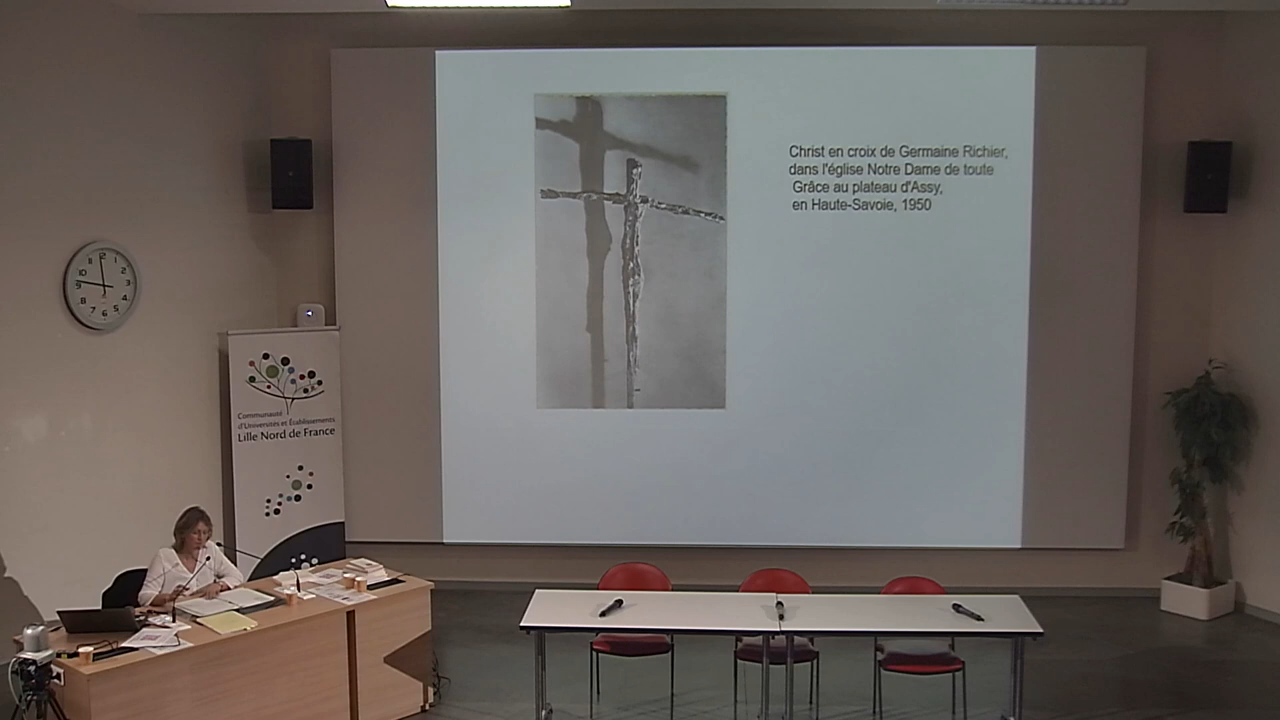 Christ en croix de Germaine Richier,
dans l'église Notre Dame de toute
Grâce au plateau d'Assy,
en Haute-Savoie, 1950
Communauté
d'Universités et Établissements
Lille Nord de France